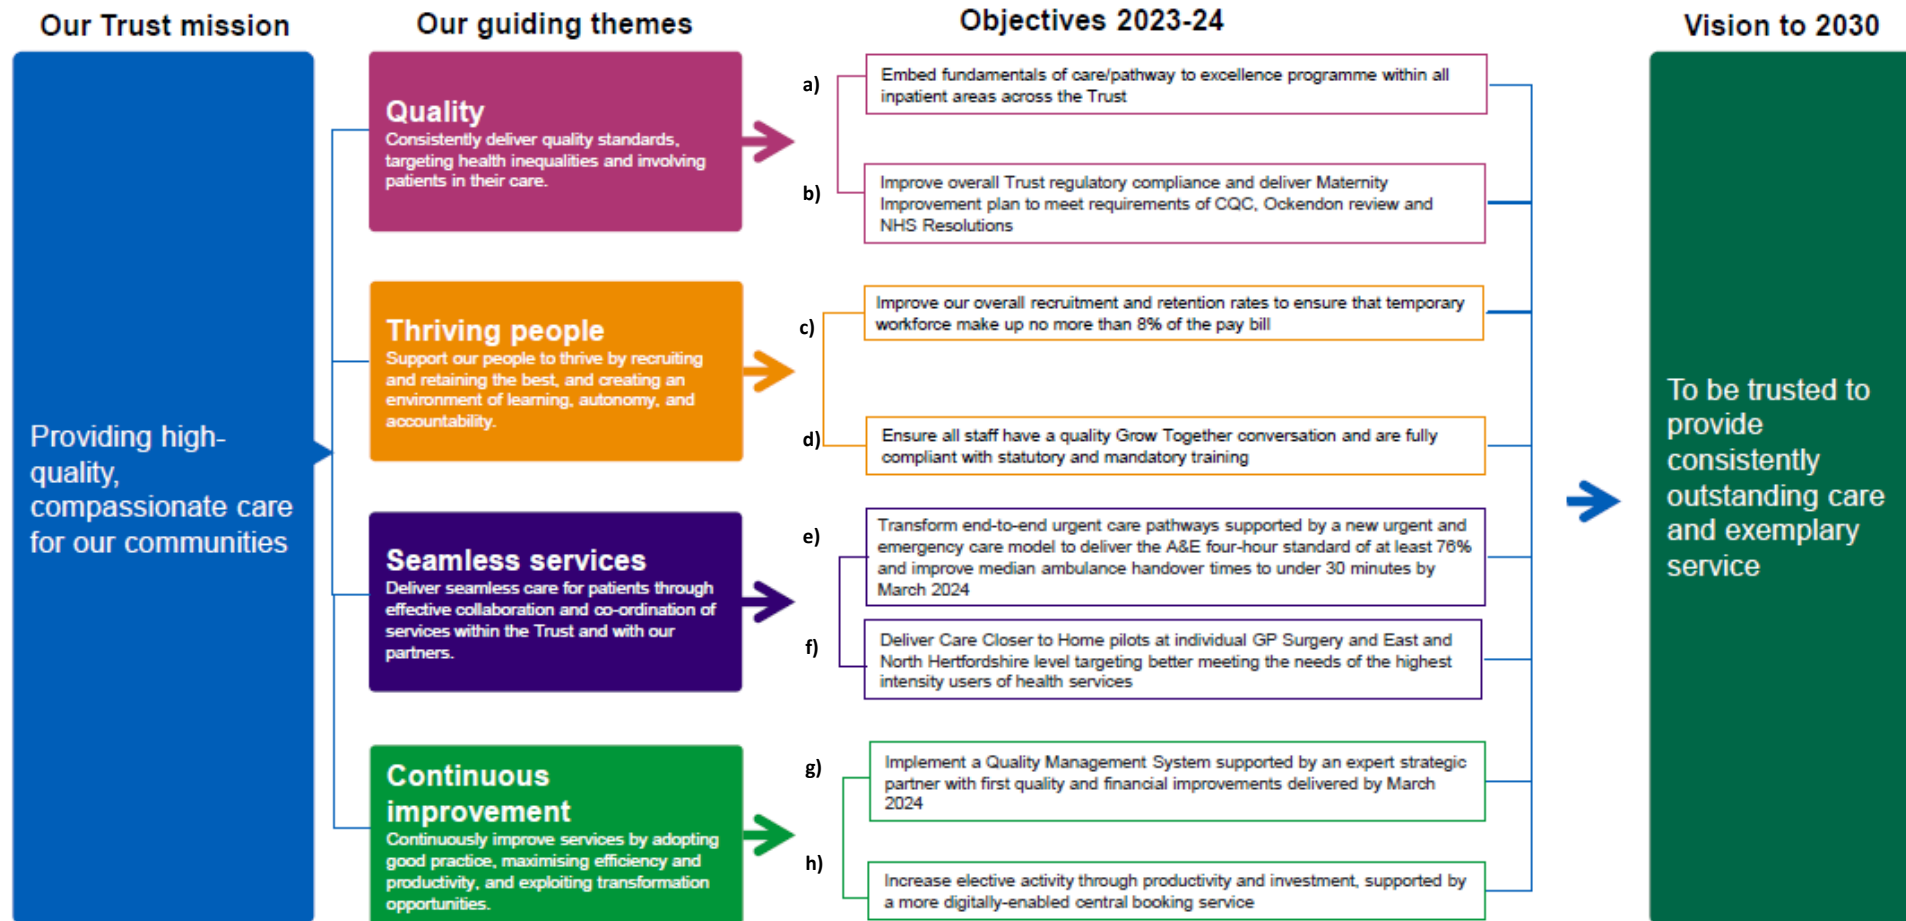 Our Trust mission
Our guiding themes
Objectives 2023-24
Vision to 2030
Providing high-
quality,
compassionate care
for our communities
Quality
Consistently deliver quality standards,
targeting health inequalities and involving
patients in their care.
a)
Embed fundamentals of care/pathway to excellence programme within all
inpatient areas across the Trust
b)
Improve overall Trust regulatory compliance and deliver Maternity
Improvement plan to meet requirements of CQC, Ockendon review and
NHS Resolutions
Thriving people
Support our people to thrive by recruiting
and retaining the best, and creating an
environment of learning, autonomy, and
accountability.
c)
Improve our overall recruitment and retention rates to ensure that temporary
workforce make up no more than 8% of the pay bill
d)
Ensure all staff have a quality Grow Together conversation and are fully
compliant with statutory and mandatory training
Seamless services
Deliver seamless care for patients through
effective collaboration and co-ordination of
services within the Trust and with our
partners.
e)
Transform end-to-end urgent care pathways supported by a new urgent and
emergency care model to deliver the A&E four-hour standard of at least 76%
and improve median ambulance handover times to under 30 minutes by
March 2024
f)
Deliver Care Closer to Home pilots at individual GP Surgery and East and
North Hertfordshire level targeting better meeting the needs of the highest
intensity users of health services
Continuous
improvement
Continuously improve services by adopting
good practice, maximising efficiency and
productivity, and exploiting transformation
opportunities.
g)
Implement a Quality Management System supported by an expert strategic
partner with first quality and financial improvements delivered by March
2024
h)
Increase elective activity through productivity and investment, supported by
a more digitally-enabled central booking service
To be trusted to
provide
consistently
outstanding care
and exemplary
service